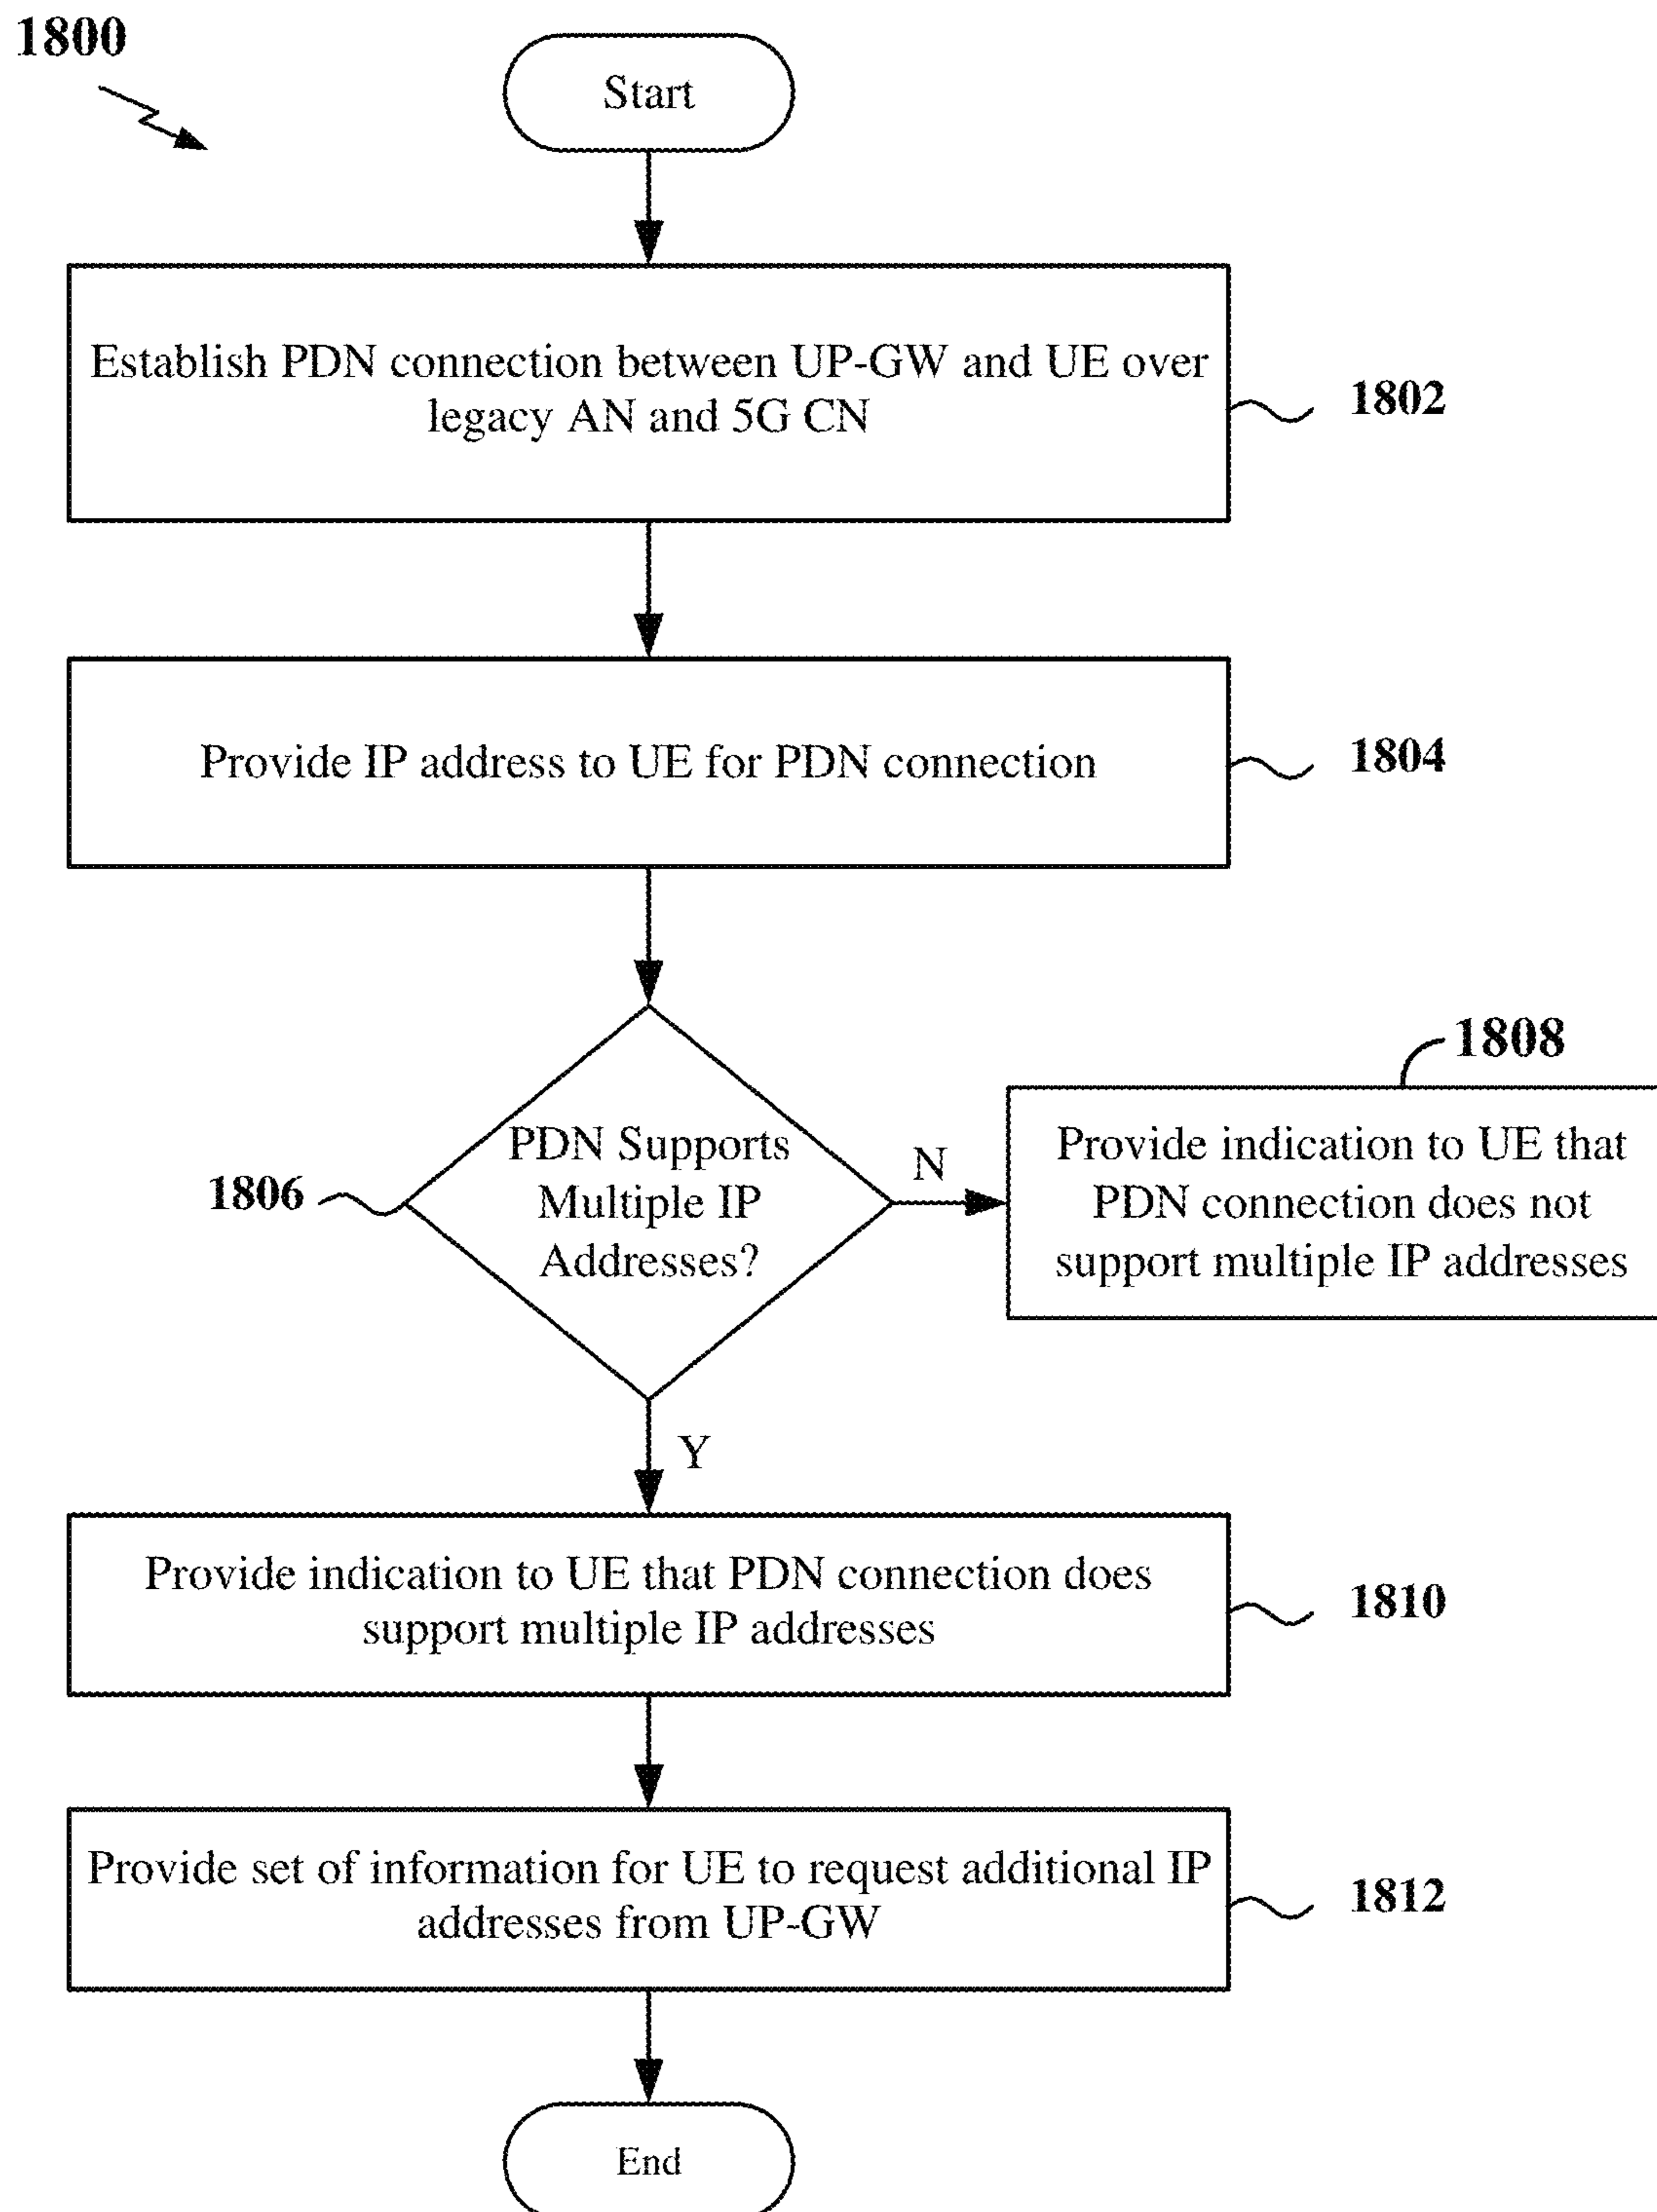 1800
Start
Establish PDN connection between UP-GW and UE over
legacy AN and 5G CN
1802
Provide IP address to UE for PDN connection
1804
1808
PDN Supports
Multiple IP
Addresses?
1806
N
Provide indication to UE that
PDN connection does not
support multiple IP addresses
Y
Provide indication to UE that PDN connection does
support multiple IP addresses
1810
Provide set of information for UE to request additional IP
addresses from UP-GW
1812
End